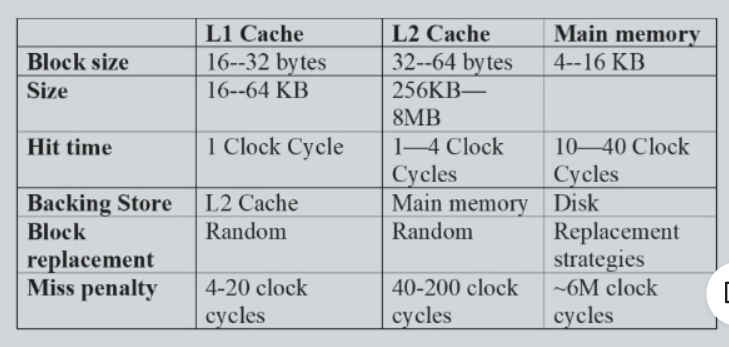 L1 Cache L2 Cache Main memory
Block size 16--32 bytes 32--64 bytes 4--16 KB
Size 16--64 KB 256KB—
8MB
Hit time 1 Clock Cycle 1—4 Clock 10—40 Clock
Cycles Cycles
Backing Store L2 Cache Main memory Disk
Block Random Random Replacement
replacement strategies
Miss penalty 4-20 clock 40-200 clock ~6M clock
cycles cycles cycles